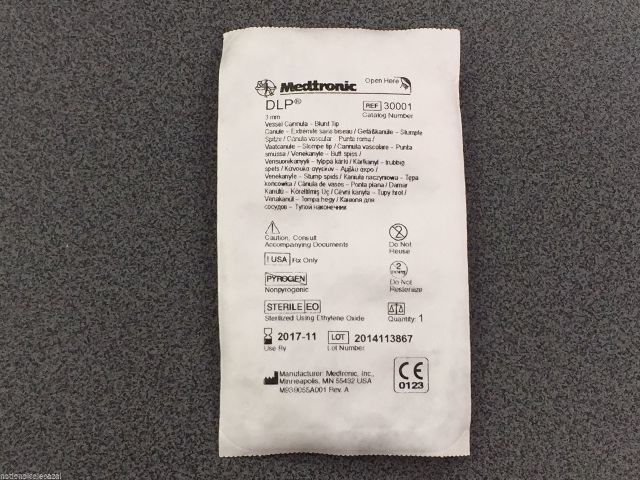 Medtronic
Open Here
DLP®
REF 30001
Catalog Number
3 mm
Vessel Cannula – Blunt Tip
Canule – Extrémité sans biseau / Gefäßkanüle – Stumpfe
Spitze / Cánula vascular – Punta roma /
Vaatcanule – Stompe tip / Cannula vascolare – Punta
smussa / Venekanyle – Butt spiss /
Verisuonikanyyli – tylppä kärki / Kärlkanyl – trubbig
spets / Κάνουλα αγγείων – Αμβλύ άκρο /
Venekanyle – Stump spids / Kaniula naczyniowa – Tępa
końcówka / Cânula de vasos – Ponta plana / Damar
Kanülü – Köreltilmiş Uç / Cévní kanyla – Tupý hrot /
Vénakanül – Tompa hegy / Канюля для
сосудов – Тупой наконечник
Caution, Consult
Accompanying Documents
Do Not
Reuse
! USA Rx Only
PYROGEN
Nonpyrogenic
2
STERILIZE
Do Not
Resterilize
STERILE EO
Sterilized Using Ethylene Oxide
Quantity: 1
2017-11
Use By
LOT 2014113867
Lot Number
Manufacturer: Medtronic, Inc.,
Minneapolis, MN 55432 USA
M939055A001 Rev. A
CE
0123